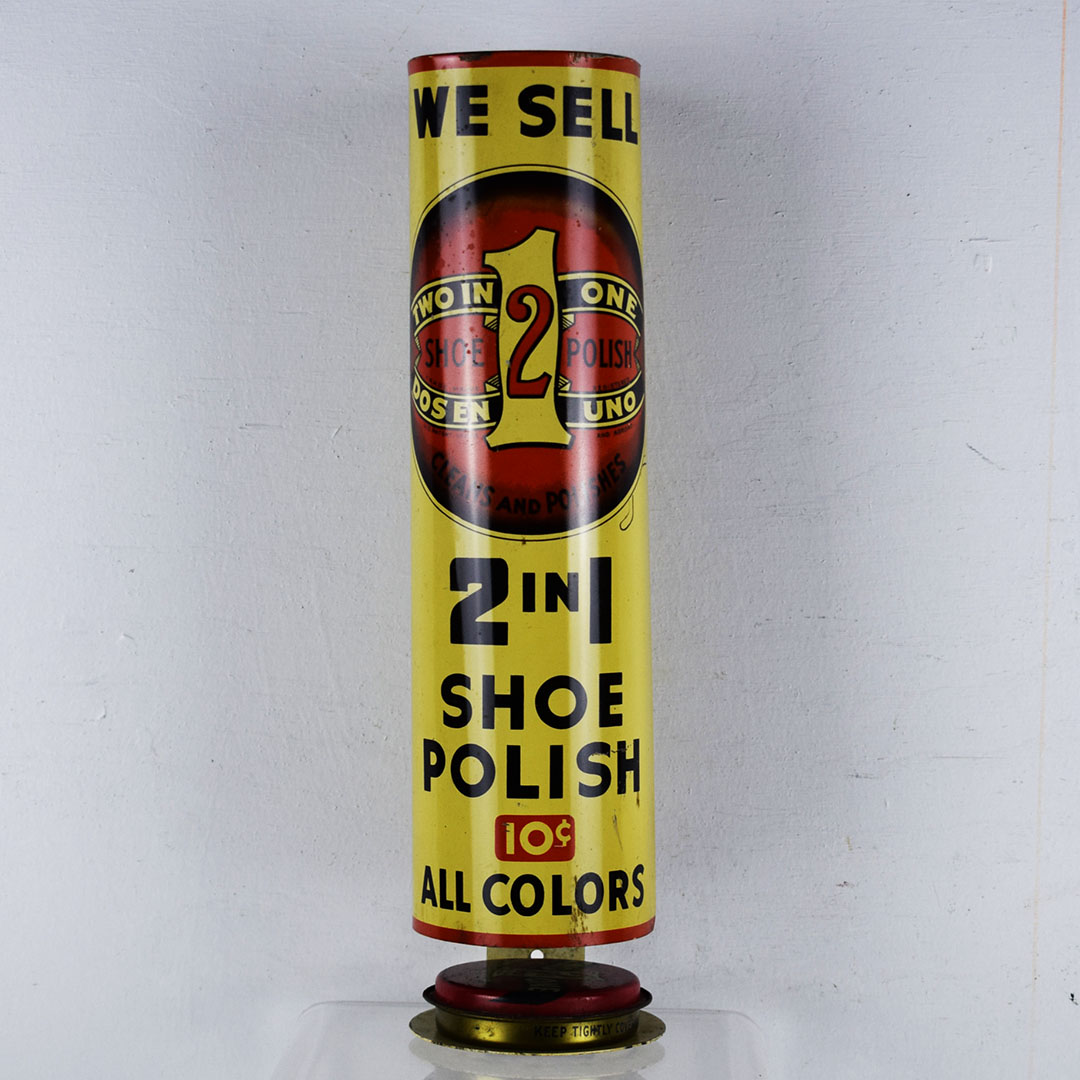 WE SELL
TWO IN ONE
1
2
SHOE POLISH
DOS EN UNO
CLEANS AND POLISHES
2 IN 1
SHOE
POLISH
10¢
ALL COLORS
KEEP TIGHTLY